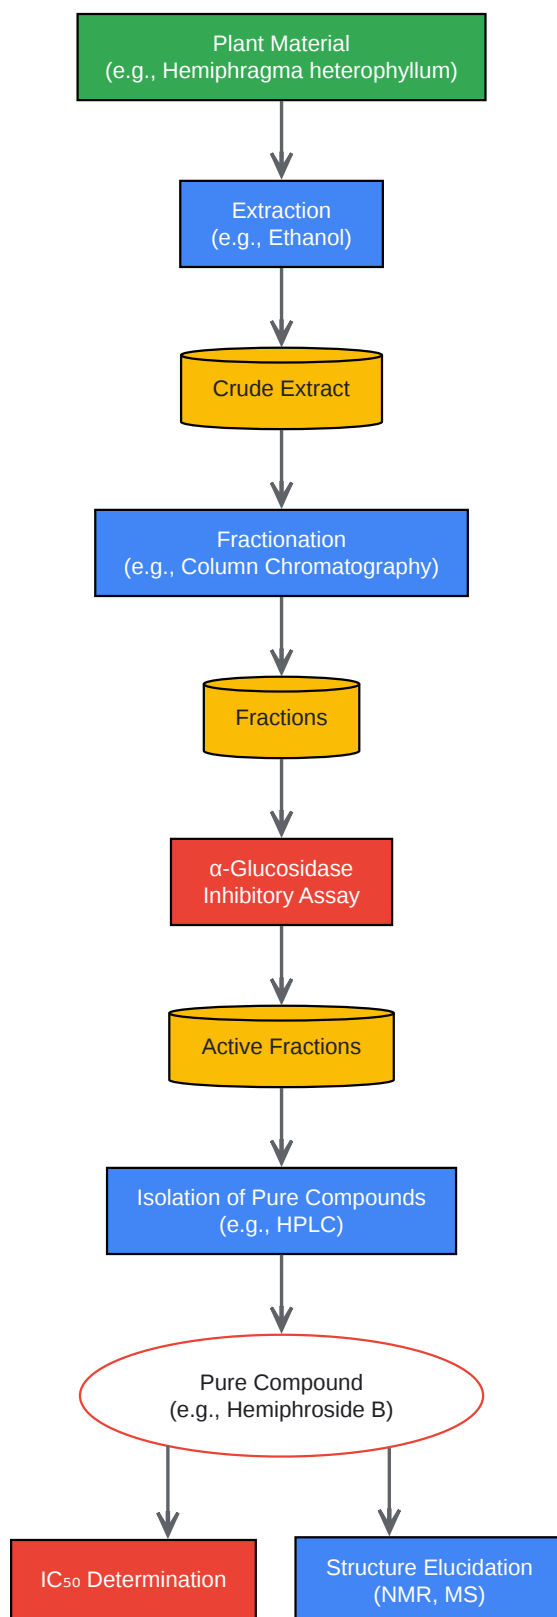 Plant Material
(e.g., Hemiphragma heterophyllum)
Extraction
(e.g., Ethanol)
Crude Extract
Fractionation
(e.g., Column Chromatography)
Fractions
α-Glucosidase
Inhibitory Assay
Active Fractions
Isolation of Pure Compounds
(e.g., HPLC)
Pure Compound
(e.g., Hemiphroside B)
IC₅₀ Determination
Structure Elucidation
(NMR, MS)